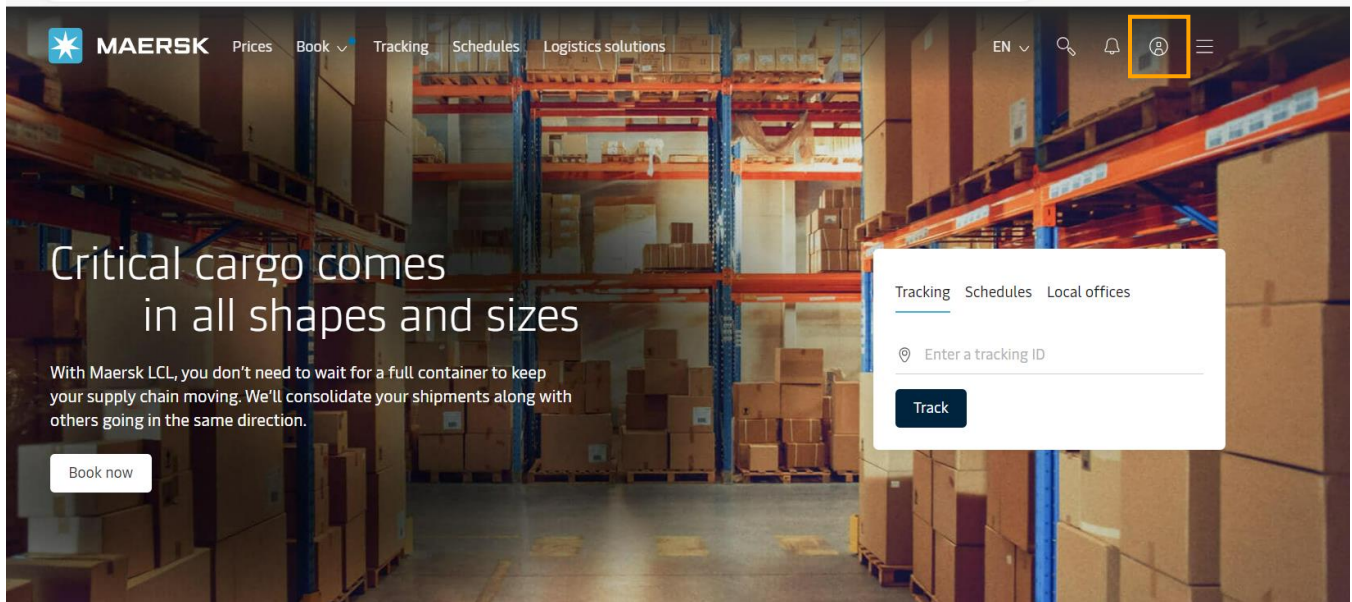 MAERSK Prices Book Tracking Schedules Logistics solutions EN
Critical cargo comes
in all shapes and sizes
With Maersk LCL, you don't need to wait for a full container to keep
your supply chain moving. We'll consolidate your shipments along with
others going in the same direction.
Book now
Tracking Schedules Local offices
Enter a tracking ID
Track